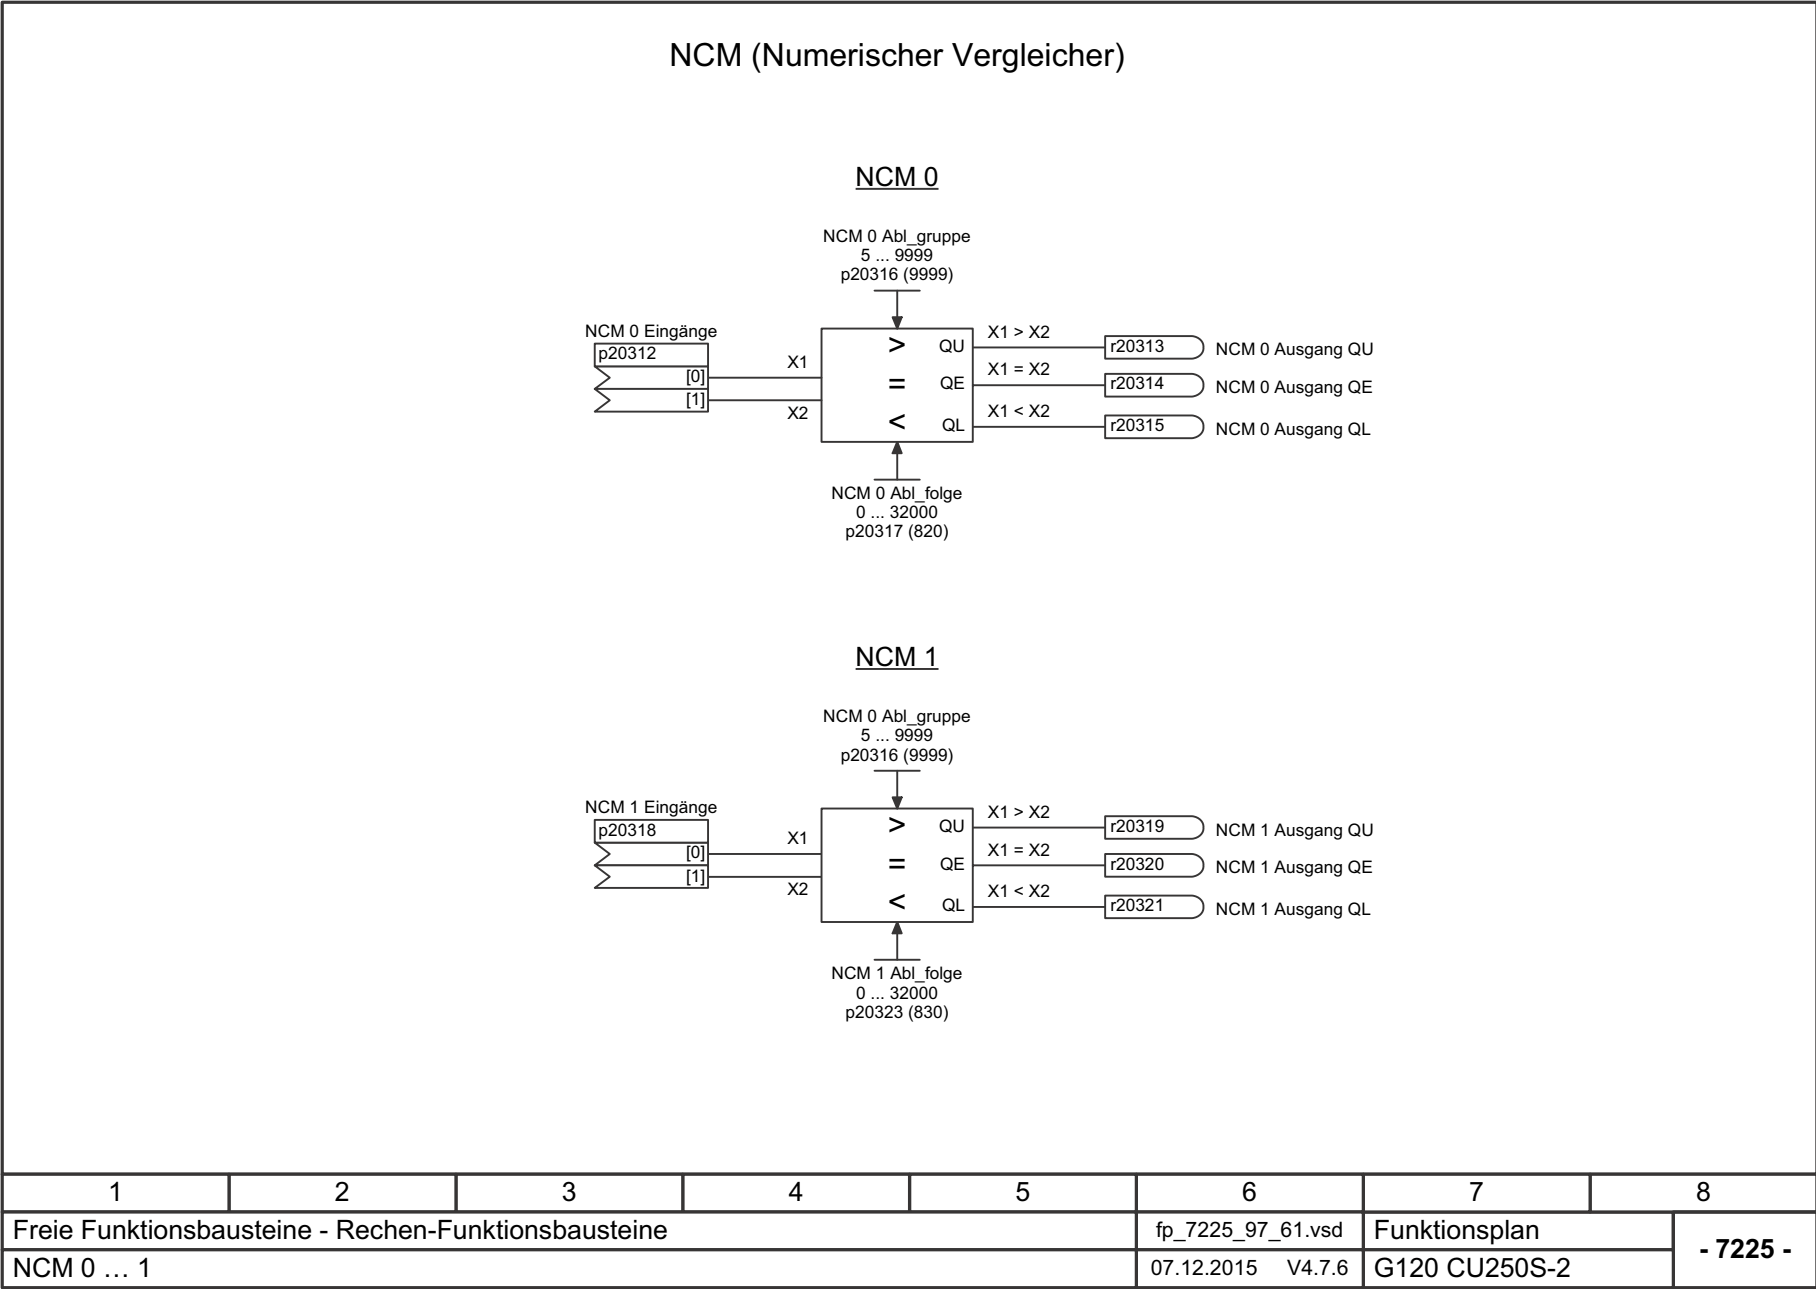 NCM (Numerischer Vergleicher)
NCM 0
NCM 0 Abl_gruppe
5 ... 9999
p20316 (9999)
NCM 0 Eingänge
p20312
[0]
[1]
X1
X2
>
=
<
QU
QE
QL
X1 > X2
X1 = X2
X1 < X2
r20313
r20314
r20315
NCM 0 Ausgang QU
NCM 0 Ausgang QE
NCM 0 Ausgang QL
NCM 0 Abl_folge
0 ... 32000
p20317 (820)
NCM 1
NCM 0 Abl_gruppe
5 ... 9999
p20316 (9999)
NCM 1 Eingänge
p20318
[0]
[1]
X1
X2
>
=
<
QU
QE
QL
X1 > X2
X1 = X2
X1 < X2
r20319
r20320
r20321
NCM 1 Ausgang QU
NCM 1 Ausgang QE
NCM 1 Ausgang QL
NCM 1 Abl_folge
0 ... 32000
p20323 (830)
1 2 3 4 5 6 7 8
Freie Funktionsbausteine - Rechen-Funktionsbausteine
fp_7225_97_61.vsd
Funktionsplan
- 7225 -
NCM 0 … 1
07.12.2015 V4.7.6
G120 CU250S-2